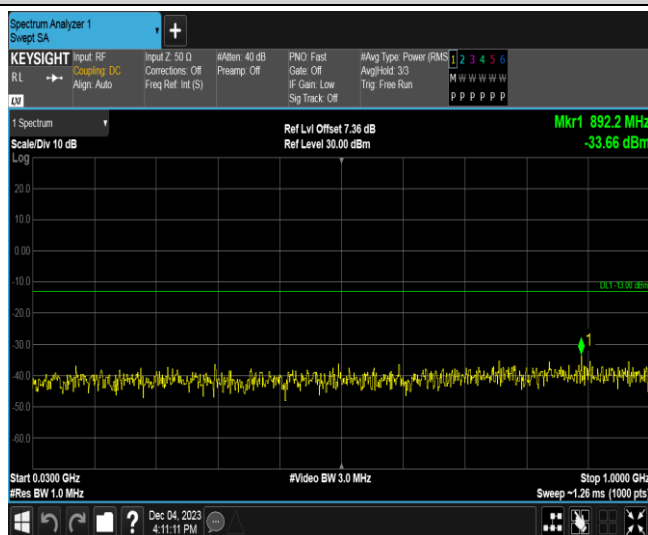 Spectrum Analyzer 1
Swept SA
KEYSIGHT
RL
LXI
Input: RF
Coupling: DC
Align: Auto
Input Z: 50 Ω
Corrections: Off
Freq Ref: Int (S)
#Atten: 40 dB
Preamp: Off
PNO: Fast
Gate: Off
IF Gain: Low
Sig Track: Off
#Avg Type: Power (RMS
Avg|Hold: 3/3
Trig: Free Run
1 2 3 4 5 6
M W W W W W
P P P P P P
1 Spectrum
Scale/Div 10 dB
Ref Lvl Offset 7.36 dB
Ref Level 30.00 dBm
Mkr1 892.2 MHz
-33.66 dBm
Log
20.0
10.0
0.00
-10.0
DL1 -13.00 dBm
-20.0
-30.0
1
-40.0
-50.0
-60.0
Start 0.0300 GHz
#Video BW 3.0 MHz
Stop 1.0000 GHz
#Res BW 1.0 MHz
Sweep ~1.26 ms (1000 pts)
?
Dec 04, 2023
4:11:11 PM